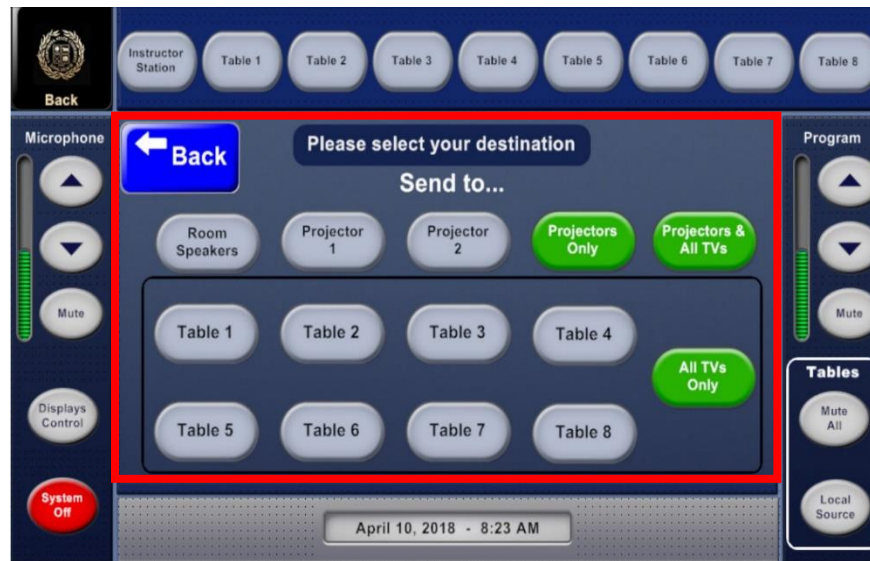 Back
Instructor
Station
Table 1
Table 2
Table 3
Table 4
Table 5
Table 6
Table 7
Table 8
Microphone
Mute
Displays
Control
System
Off
Back
Please select your destination
Send to...
Room
Speakers
Projector
1
Projector
2
Projectors
Only
Projectors &
All TVs
Table 1
Table 2
Table 3
Table 4
All TVs
Only
Table 5
Table 6
Table 7
Table 8
Program
Mute
Tables
Mute
All
Local
Source
April 10, 2018 - 8:23 AM